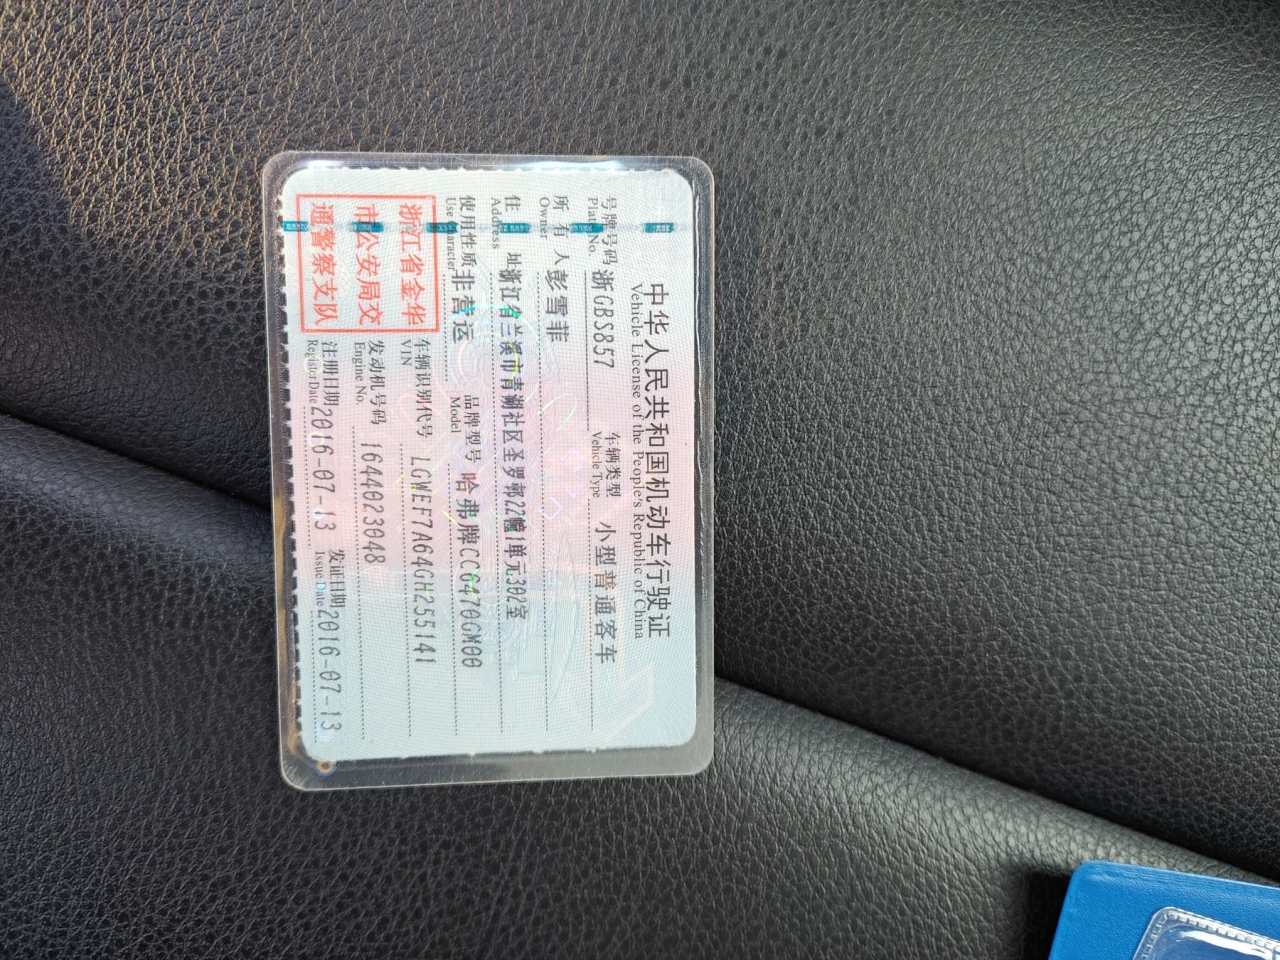 中华人民共和国机动车行驶证
Vehicle License of the People's Republic of China
号牌号码 浙GBS857 车辆类型 小型普通客车
Plate No. Vehicle Type
所有人 彭雪菲
Owner
住址 浙江省兰溪市青湖社区圣罗郡22幢1单元302室
Address
使用性质 非营运 品牌型号 哈弗牌CC6470GM00
Use Character Model
浙江省金华
市公安局交
通警察支队
车辆识别代号 LGWEF7A64GH255141
VIN
发动机号码 1644023048
Engine No.
注册日期 2016-07-13 发证日期 2016-07-13
Register Date Issue Date